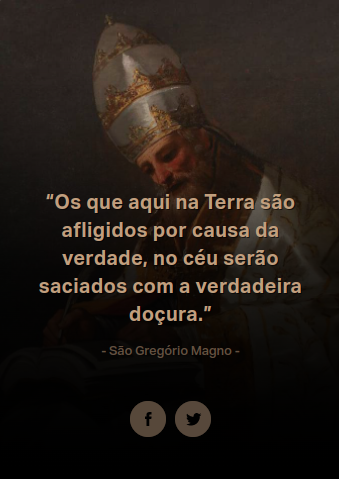 “Os que aqui na Terra são
afligidos por causa da
verdade, no céu serão
saciados com a verdadeira
doçura.”
- São Gregório Magno -